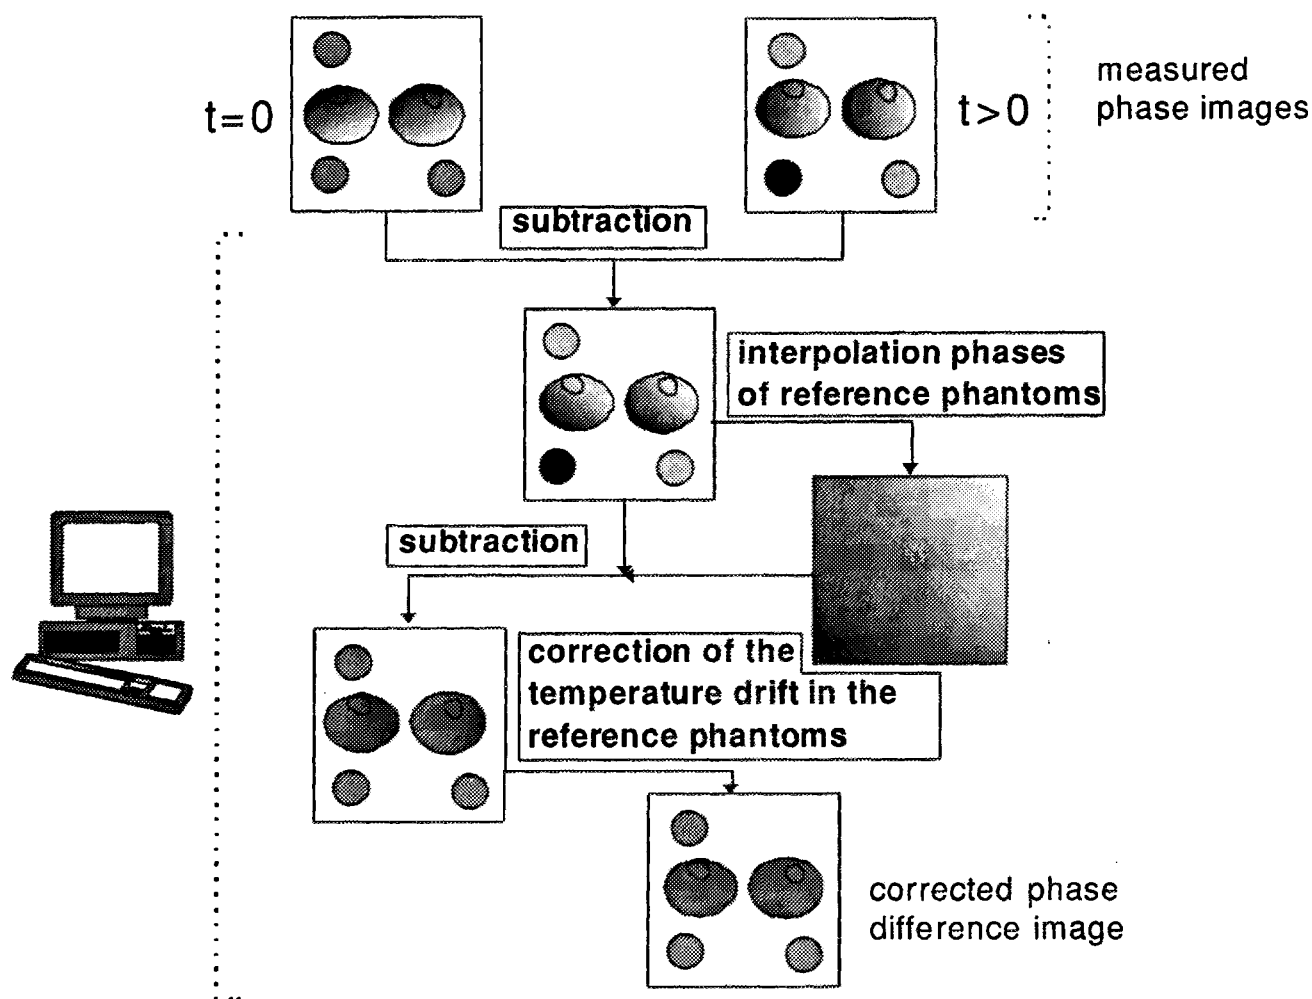 t=0
t>0
measured
phase images
subtraction
interpolation phases
of reference phantoms
subtraction
correction of the
temperature drift in the
reference phantoms
corrected phase
difference image